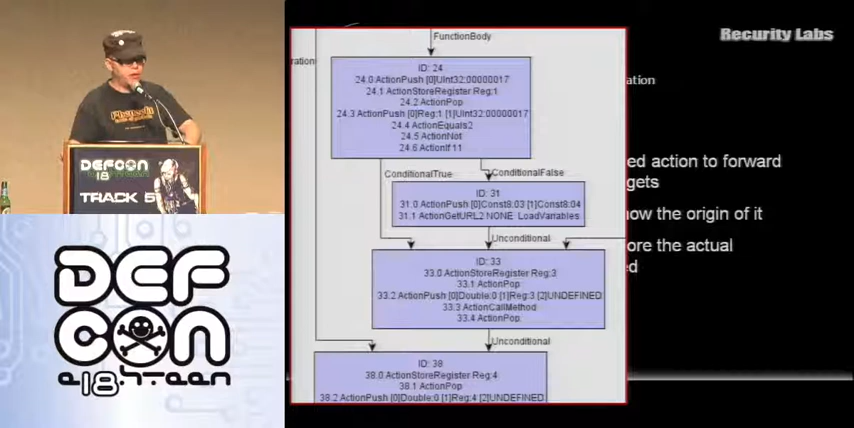 Recurity Labs
FunctionBody
ration
ation
ID: 24
24.0 ActionPush [0]UInt32:00000017
24.1 ActionStoreRegister Reg:1
24.2 ActionPop
24.3 ActionPush [0]Reg:1 [1]UInt32:00000017
24.4 ActionEquals2
24.5 ActionNot
24.6 ActionIf 11
ConditionalTrue
ConditionalFalse
ed action to forward
gets
ID: 31
31.0 ActionPush [0]Const8:03 [1]Const8:04
31.1 ActionGetURL2 NONE LoadVariables
now the origin of it
Unconditional
ore the actual
d
ID: 33
33.0 ActionStoreRegister Reg:3
33.1 ActionPop
33.2 ActionPush [0]Double:0 [1]Reg:3 [2]UNDEFINED
33.3 ActionCallMethod
33.4 ActionPop
Unconditional
ID: 38
38.0 ActionStoreRegister Reg:4
38.1 ActionPop
38.2 ActionPush [0]Double:0 [1]Reg:4 [2]UNDEFINED
DEFCON
18
TRACK 5
DEF
CON
e18hteen